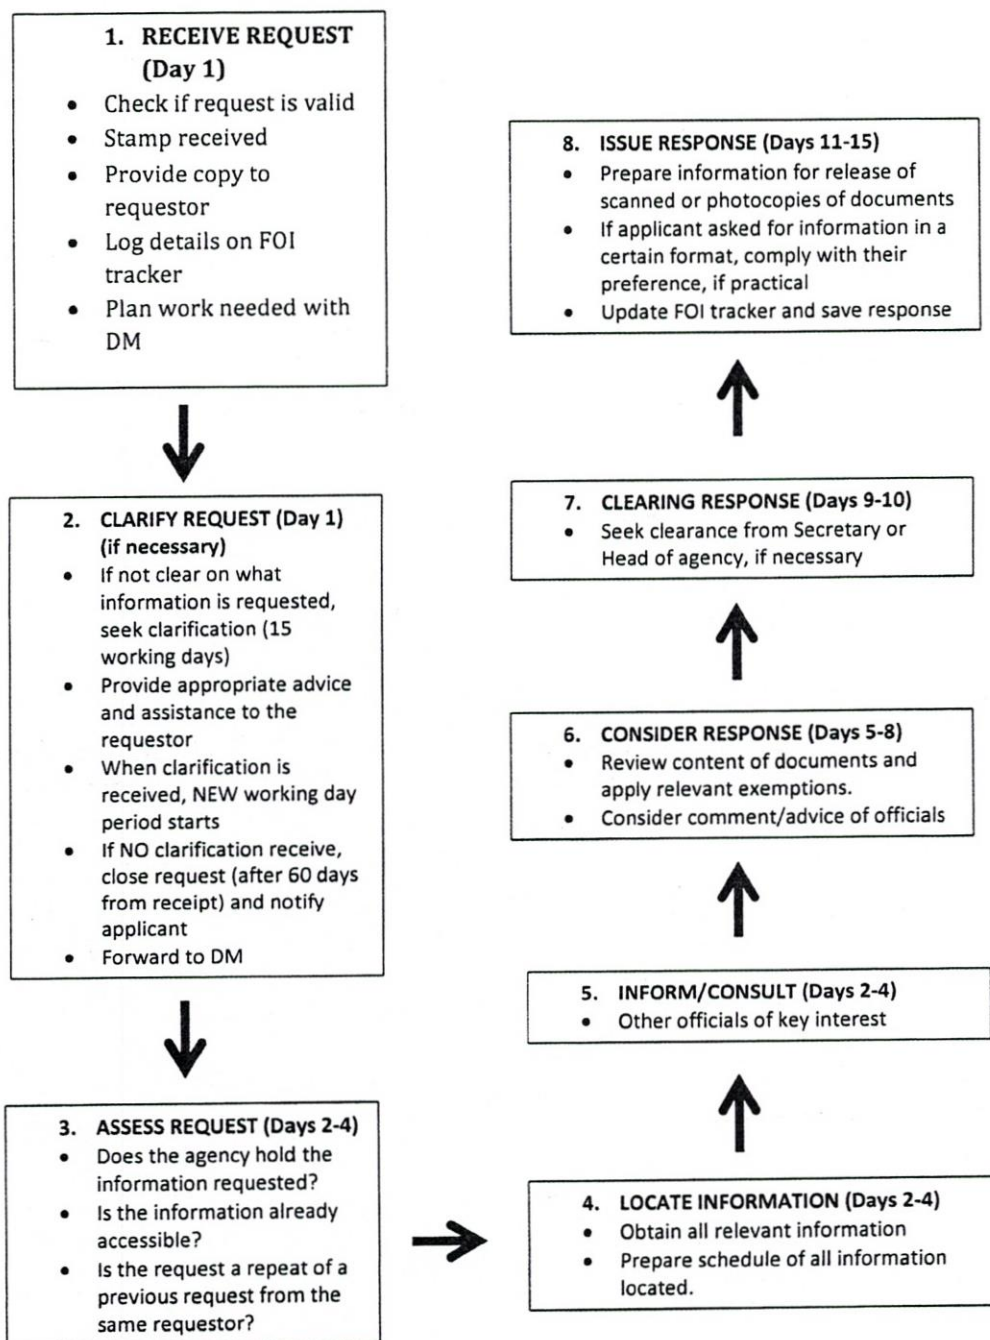 1. RECEIVE REQUEST
(Day 1)
• Check if request is valid
• Stamp received
• Provide copy to
requestor
• Log details on FOI
tracker
• Plan work needed with
DM
2. CLARIFY REQUEST (Day 1)
(if necessary)
• If not clear on what
information is requested,
seek clarification (15
working days)
• Provide appropriate advice
and assistance to the
requestor
• When clarification is
received, NEW working day
period starts
• If NO clarification receive,
close request (after 60 days
from receipt) and notify
applicant
• Forward to DM
3. ASSESS REQUEST (Days 2-4)
• Does the agency hold the
information requested?
• Is the information already
accessible?
• Is the request a repeat of a
previous request from the
same requestor?
4. LOCATE INFORMATION (Days 2-4)
• Obtain all relevant information
• Prepare schedule of all information
located.
5. INFORM/CONSULT (Days 2-4)
• Other officials of key interest
6. CONSIDER RESPONSE (Days 5-8)
• Review content of documents and
apply relevant exemptions.
• Consider comment/advice of officials
7. CLEARING RESPONSE (Days 9-10)
• Seek clearance from Secretary or
Head of agency, if necessary
8. ISSUE RESPONSE (Days 11-15)
• Prepare information for release of
scanned or photocopies of documents
• If applicant asked for information in a
certain format, comply with their
preference, if practical
• Update FOI tracker and save response